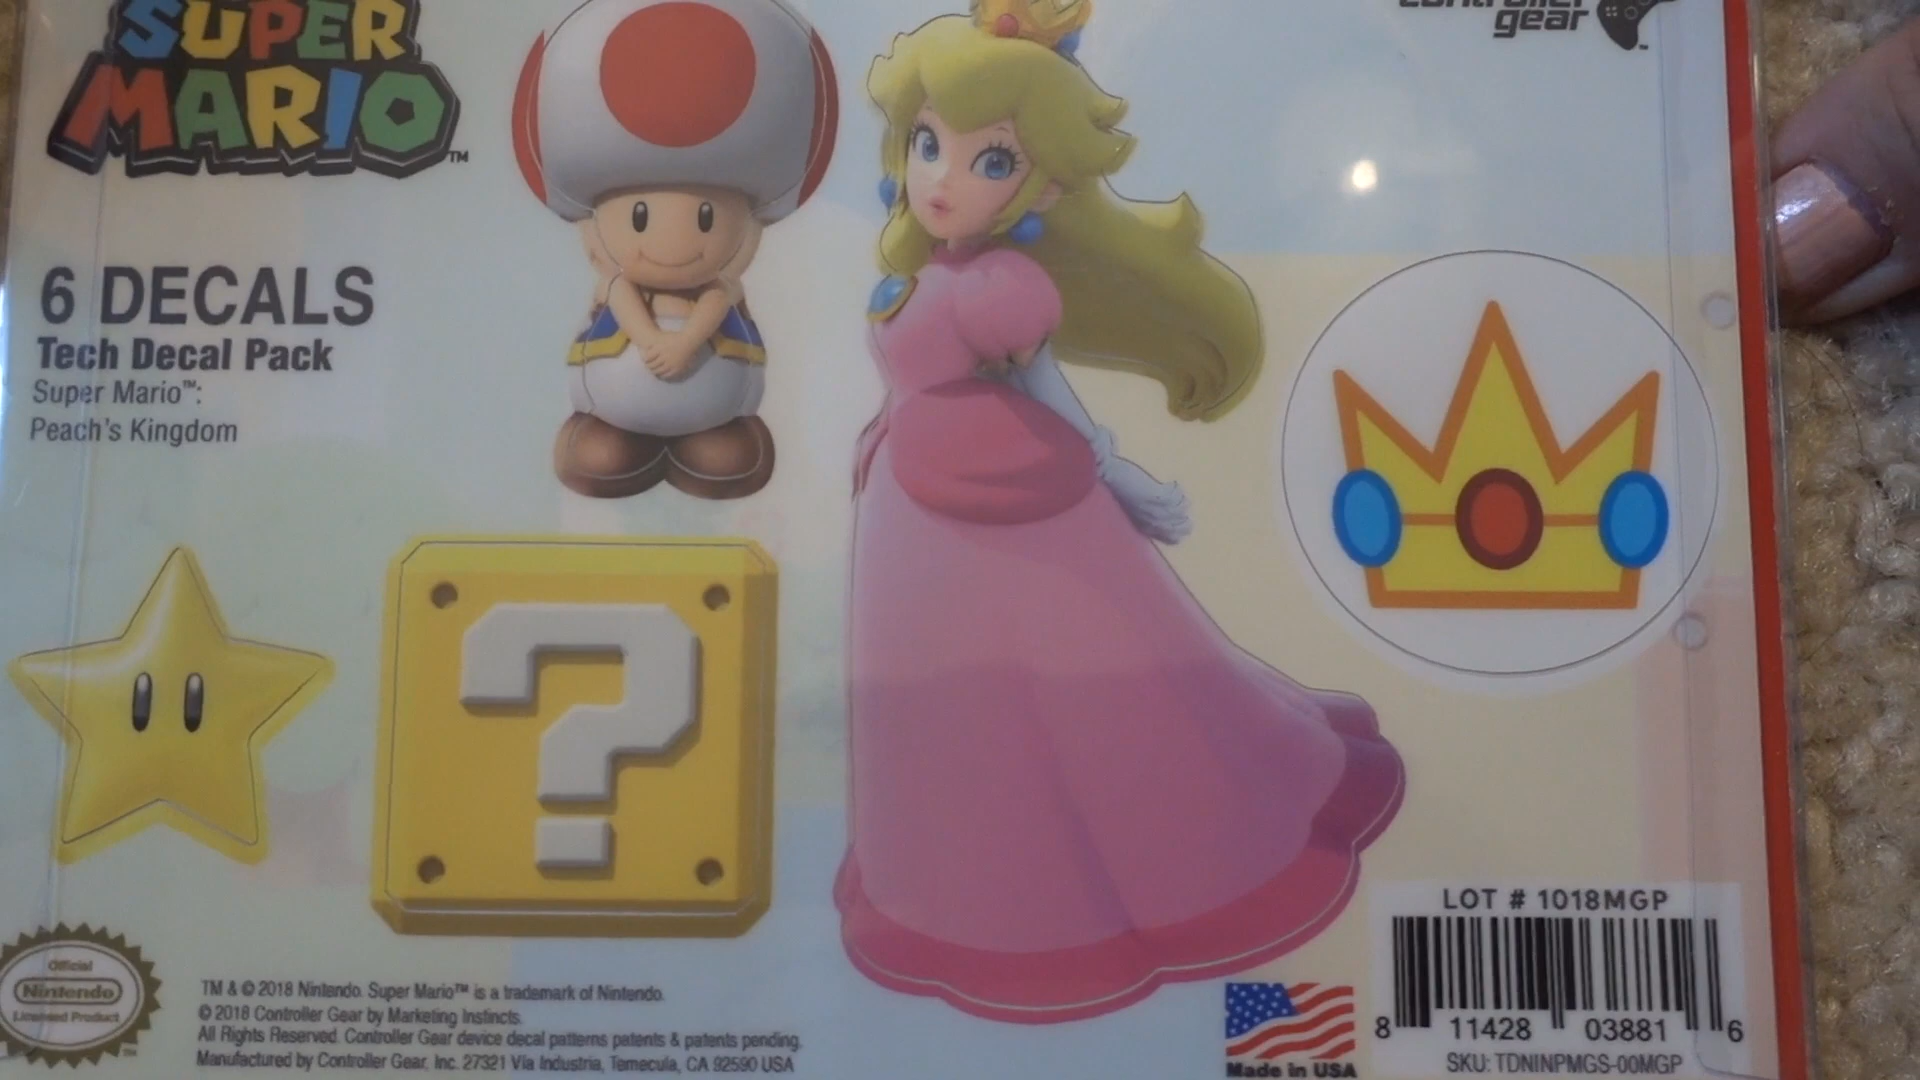 SUPER
MARIO™
controller
gear™
6 DECALS
Tech Decal Pack
Super Mario™:
Peach's Kingdom
?
Official
Nintendo
Licensed Product
TM & © 2018 Nintendo. Super Mario™ is a trademark of Nintendo.
© 2018 Controller Gear by Marketing Instincts.
All Rights Reserved. Controller Gear device decal patterns patents & patents pending.
Manufactured by Controller Gear, Inc. 27321 Via Industria, Temecula, CA 92590 USA
Made in USA
LOT # 1018MGP
8 11428 03881 6
SKU: TDNINPMGS-00MGP